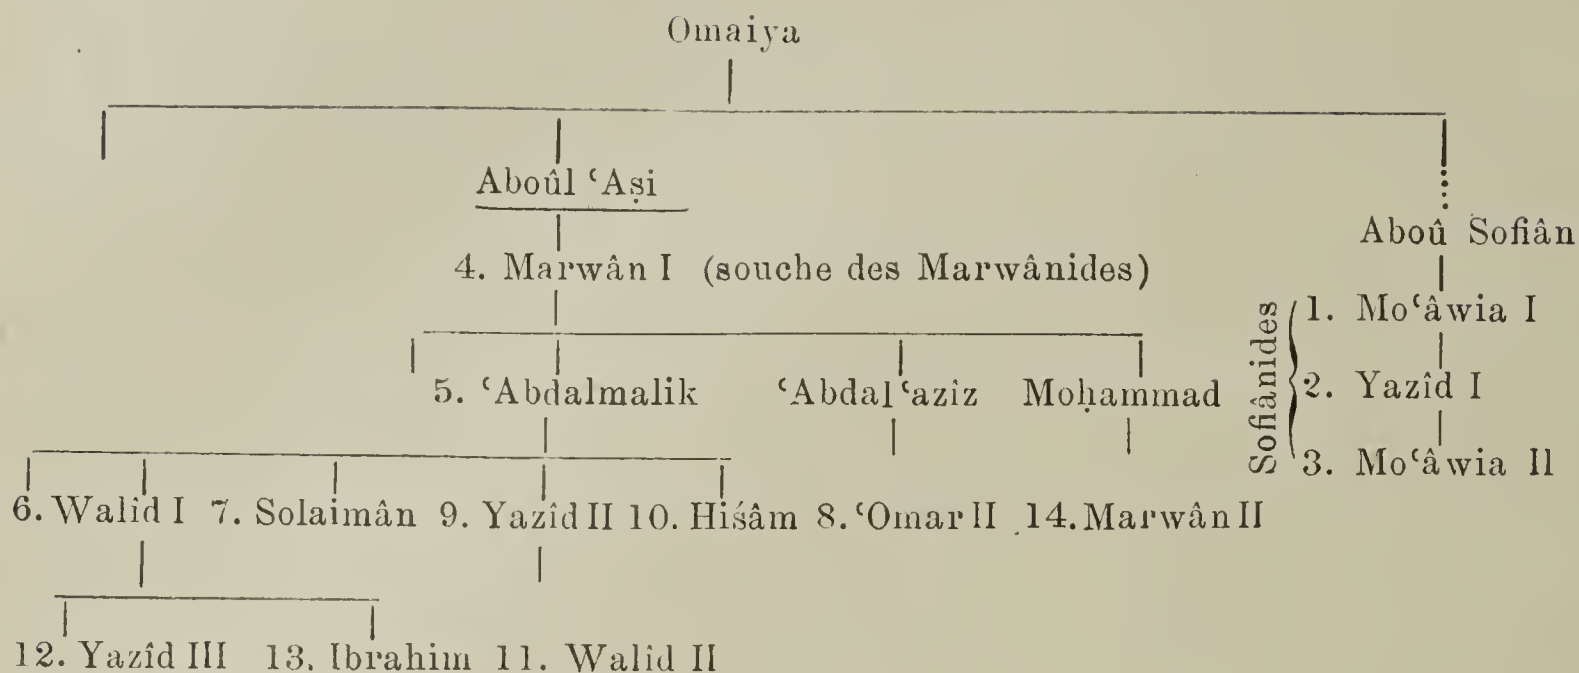 Omaiya
Aboûl ʿAṣi
Aboû Sofiân
4. Marwân I (souche des Marwânides)
Sofiânides
1. Moʿâwia I
5. ʿAbdalmalik ʿAbdalʿaziz Moḥammad
2. Yazîd I
3. Moʿâwia II
6. Walîd I 7. Solaimân 9. Yazîd II 10. Hiśâm 8. ʿOmar II 14. Marwân II
12. Yazîd III 13. Ibrahim 11. Walîd II